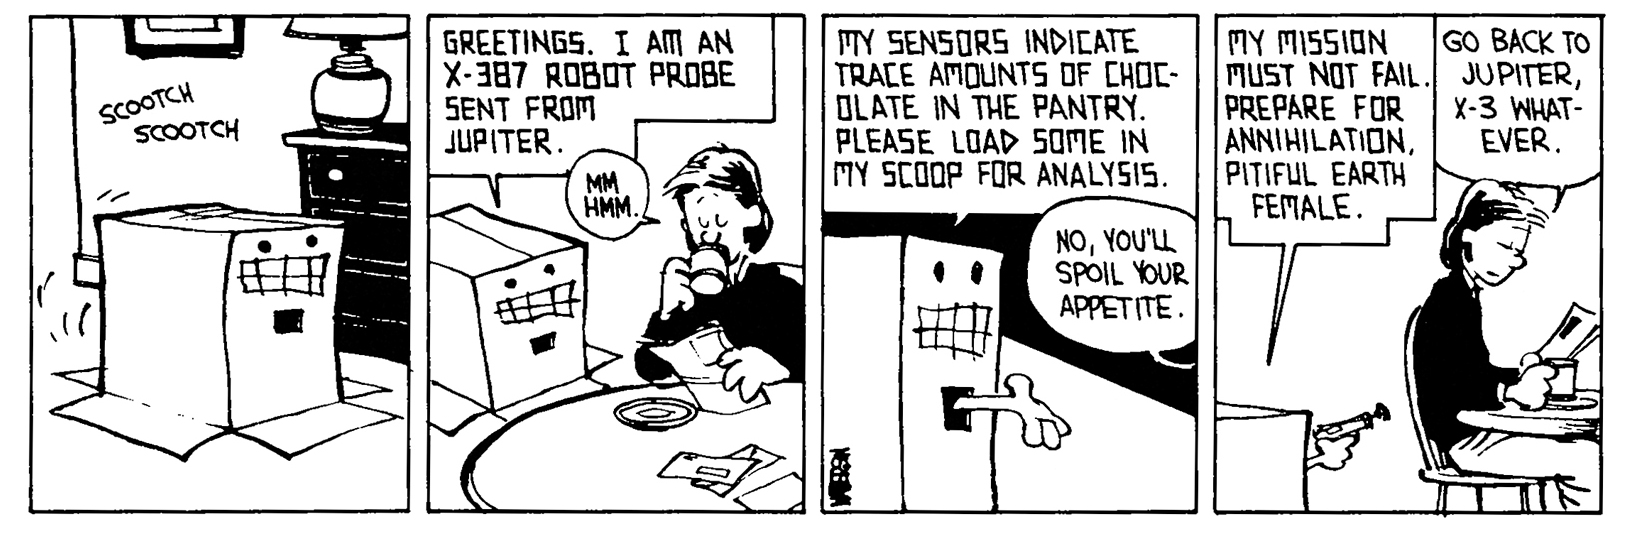 SCOOTCH
SCOOTCH
GREETINGS. I AM AN
X-387 ROBOT PROBE
SENT FROM
JUPITER.
MM
HMM.
MY SENSORS INDICATE
TRACE AMOUNTS OF CHOC-
OLATE IN THE PANTRY.
PLEASE LOAD SOME IN
MY SCOOP FOR ANALYSIS.
NO, YOU'LL
SPOIL YOUR
APPETITE.
WATTERSON
MY MISSION
MUST NOT FAIL.
PREPARE FOR
ANNIHILATION,
PITIFUL EARTH
FEMALE.
GO BACK TO
JUPITER,
X-3 WHAT-
EVER.